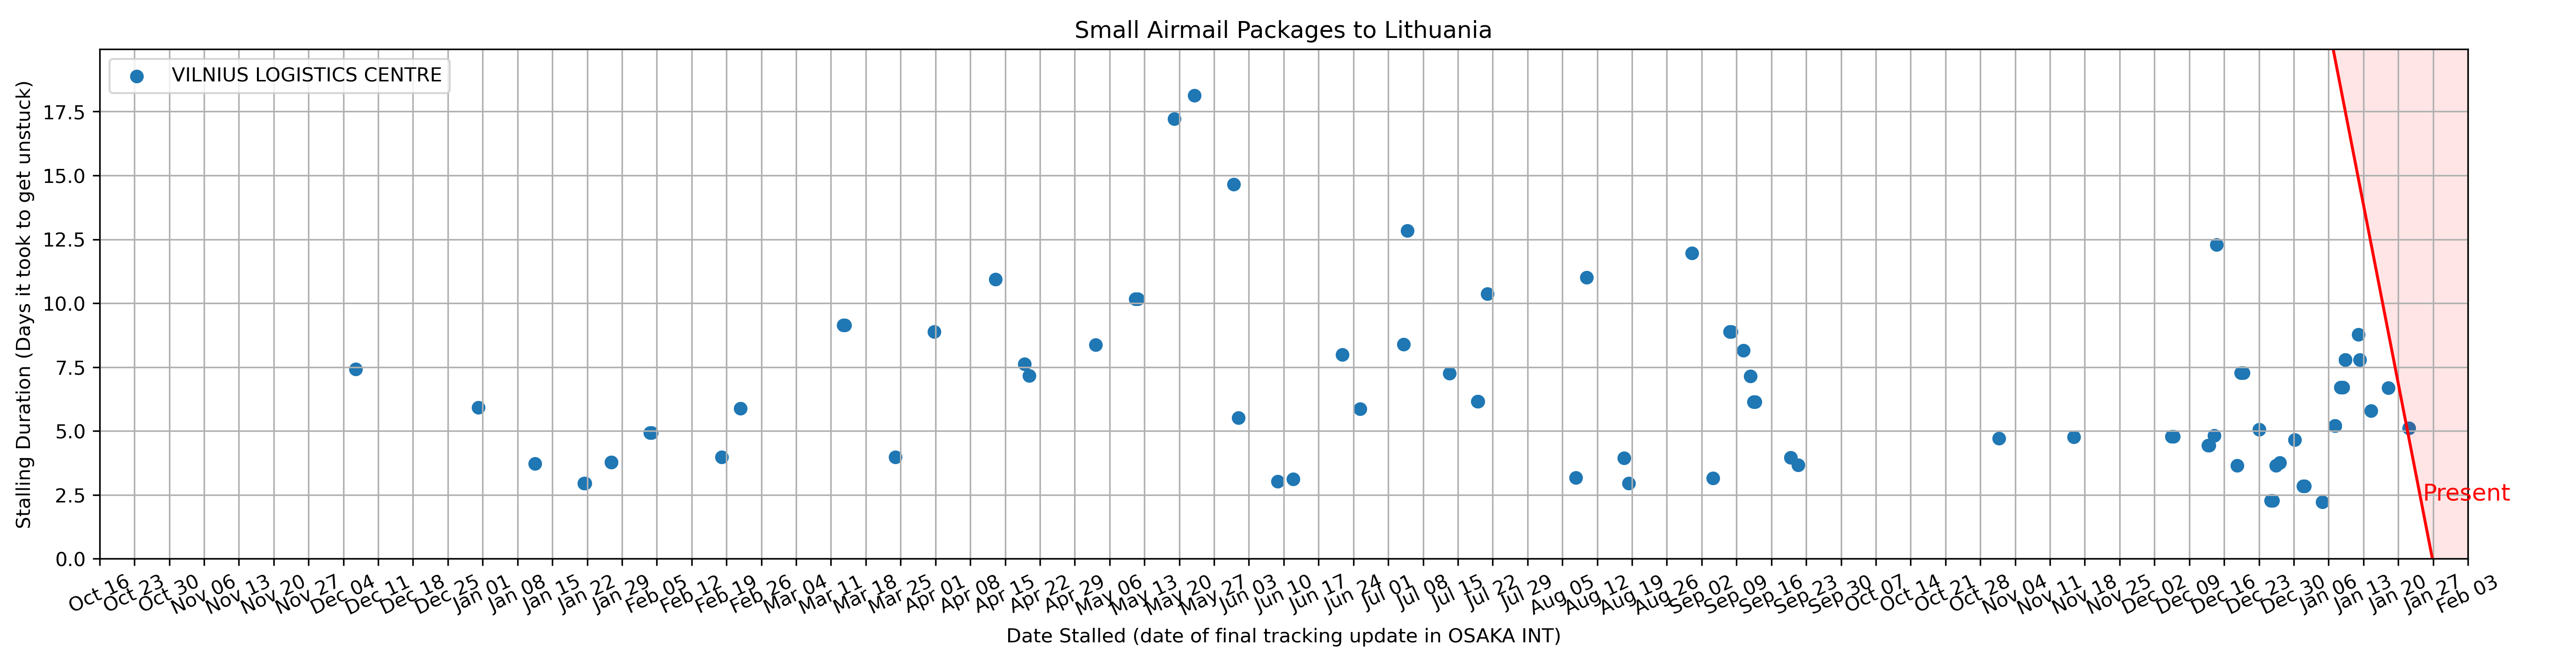 Small Airmail Packages to Lithuania
VILNIUS LOGISTICS CENTRE
Stalling Duration (Days it took to get unstuck)
17.5
15.0
12.5
10.0
7.5
5.0
2.5
0.0
Present
Oct 16
Oct 23
Oct 30
Nov 06
Nov 13
Nov 20
Nov 27
Dec 04
Dec 11
Dec 18
Dec 25
Jan 01
Jan 08
Jan 15
Jan 22
Jan 29
Feb 05
Feb 12
Feb 19
Feb 26
Mar 04
Mar 11
Mar 18
Mar 25
Apr 01
Apr 08
Apr 15
Apr 22
Apr 29
May 06
May 13
May 20
May 27
Jun 03
Jun 10
Jun 17
Jun 24
Jul 01
Jul 08
Jul 15
Jul 22
Jul 29
Aug 05
Aug 12
Aug 19
Aug 26
Sep 02
Sep 09
Sep 16
Sep 23
Sep 30
Oct 07
Oct 14
Oct 21
Oct 28
Nov 04
Nov 11
Nov 18
Nov 25
Dec 02
Dec 09
Dec 16
Dec 23
Dec 30
Jan 06
Jan 13
Jan 20
Jan 27
Feb 03
Date Stalled (date of final tracking update in OSAKA INT)